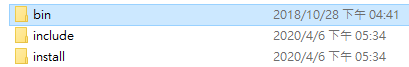 bin 2018/10/28 下午 04:41
include 2020/4/6 下午 05:34
install 2020/4/6 下午 05:34